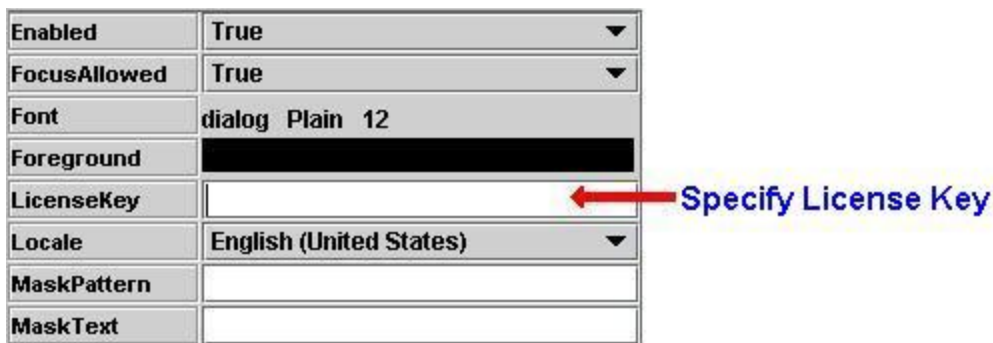 Enabled True
FocusAllowed True
Font dialog Plain 12
Foreground
LicenseKey Specify License Key
Locale English (United States)
MaskPattern
MaskText